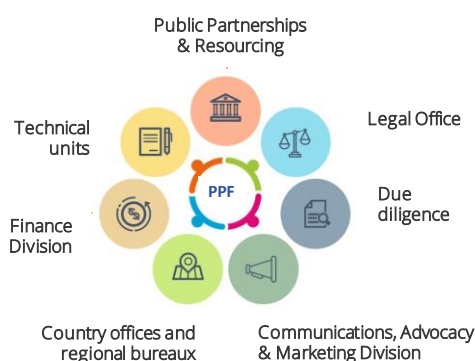 Public Partnerships
& Resourcing
Legal Office
Technical
units
PPF
Due
diligence
Finance
Division
Country offices and
regional bureaux
Communications, Advocacy
& Marketing Division